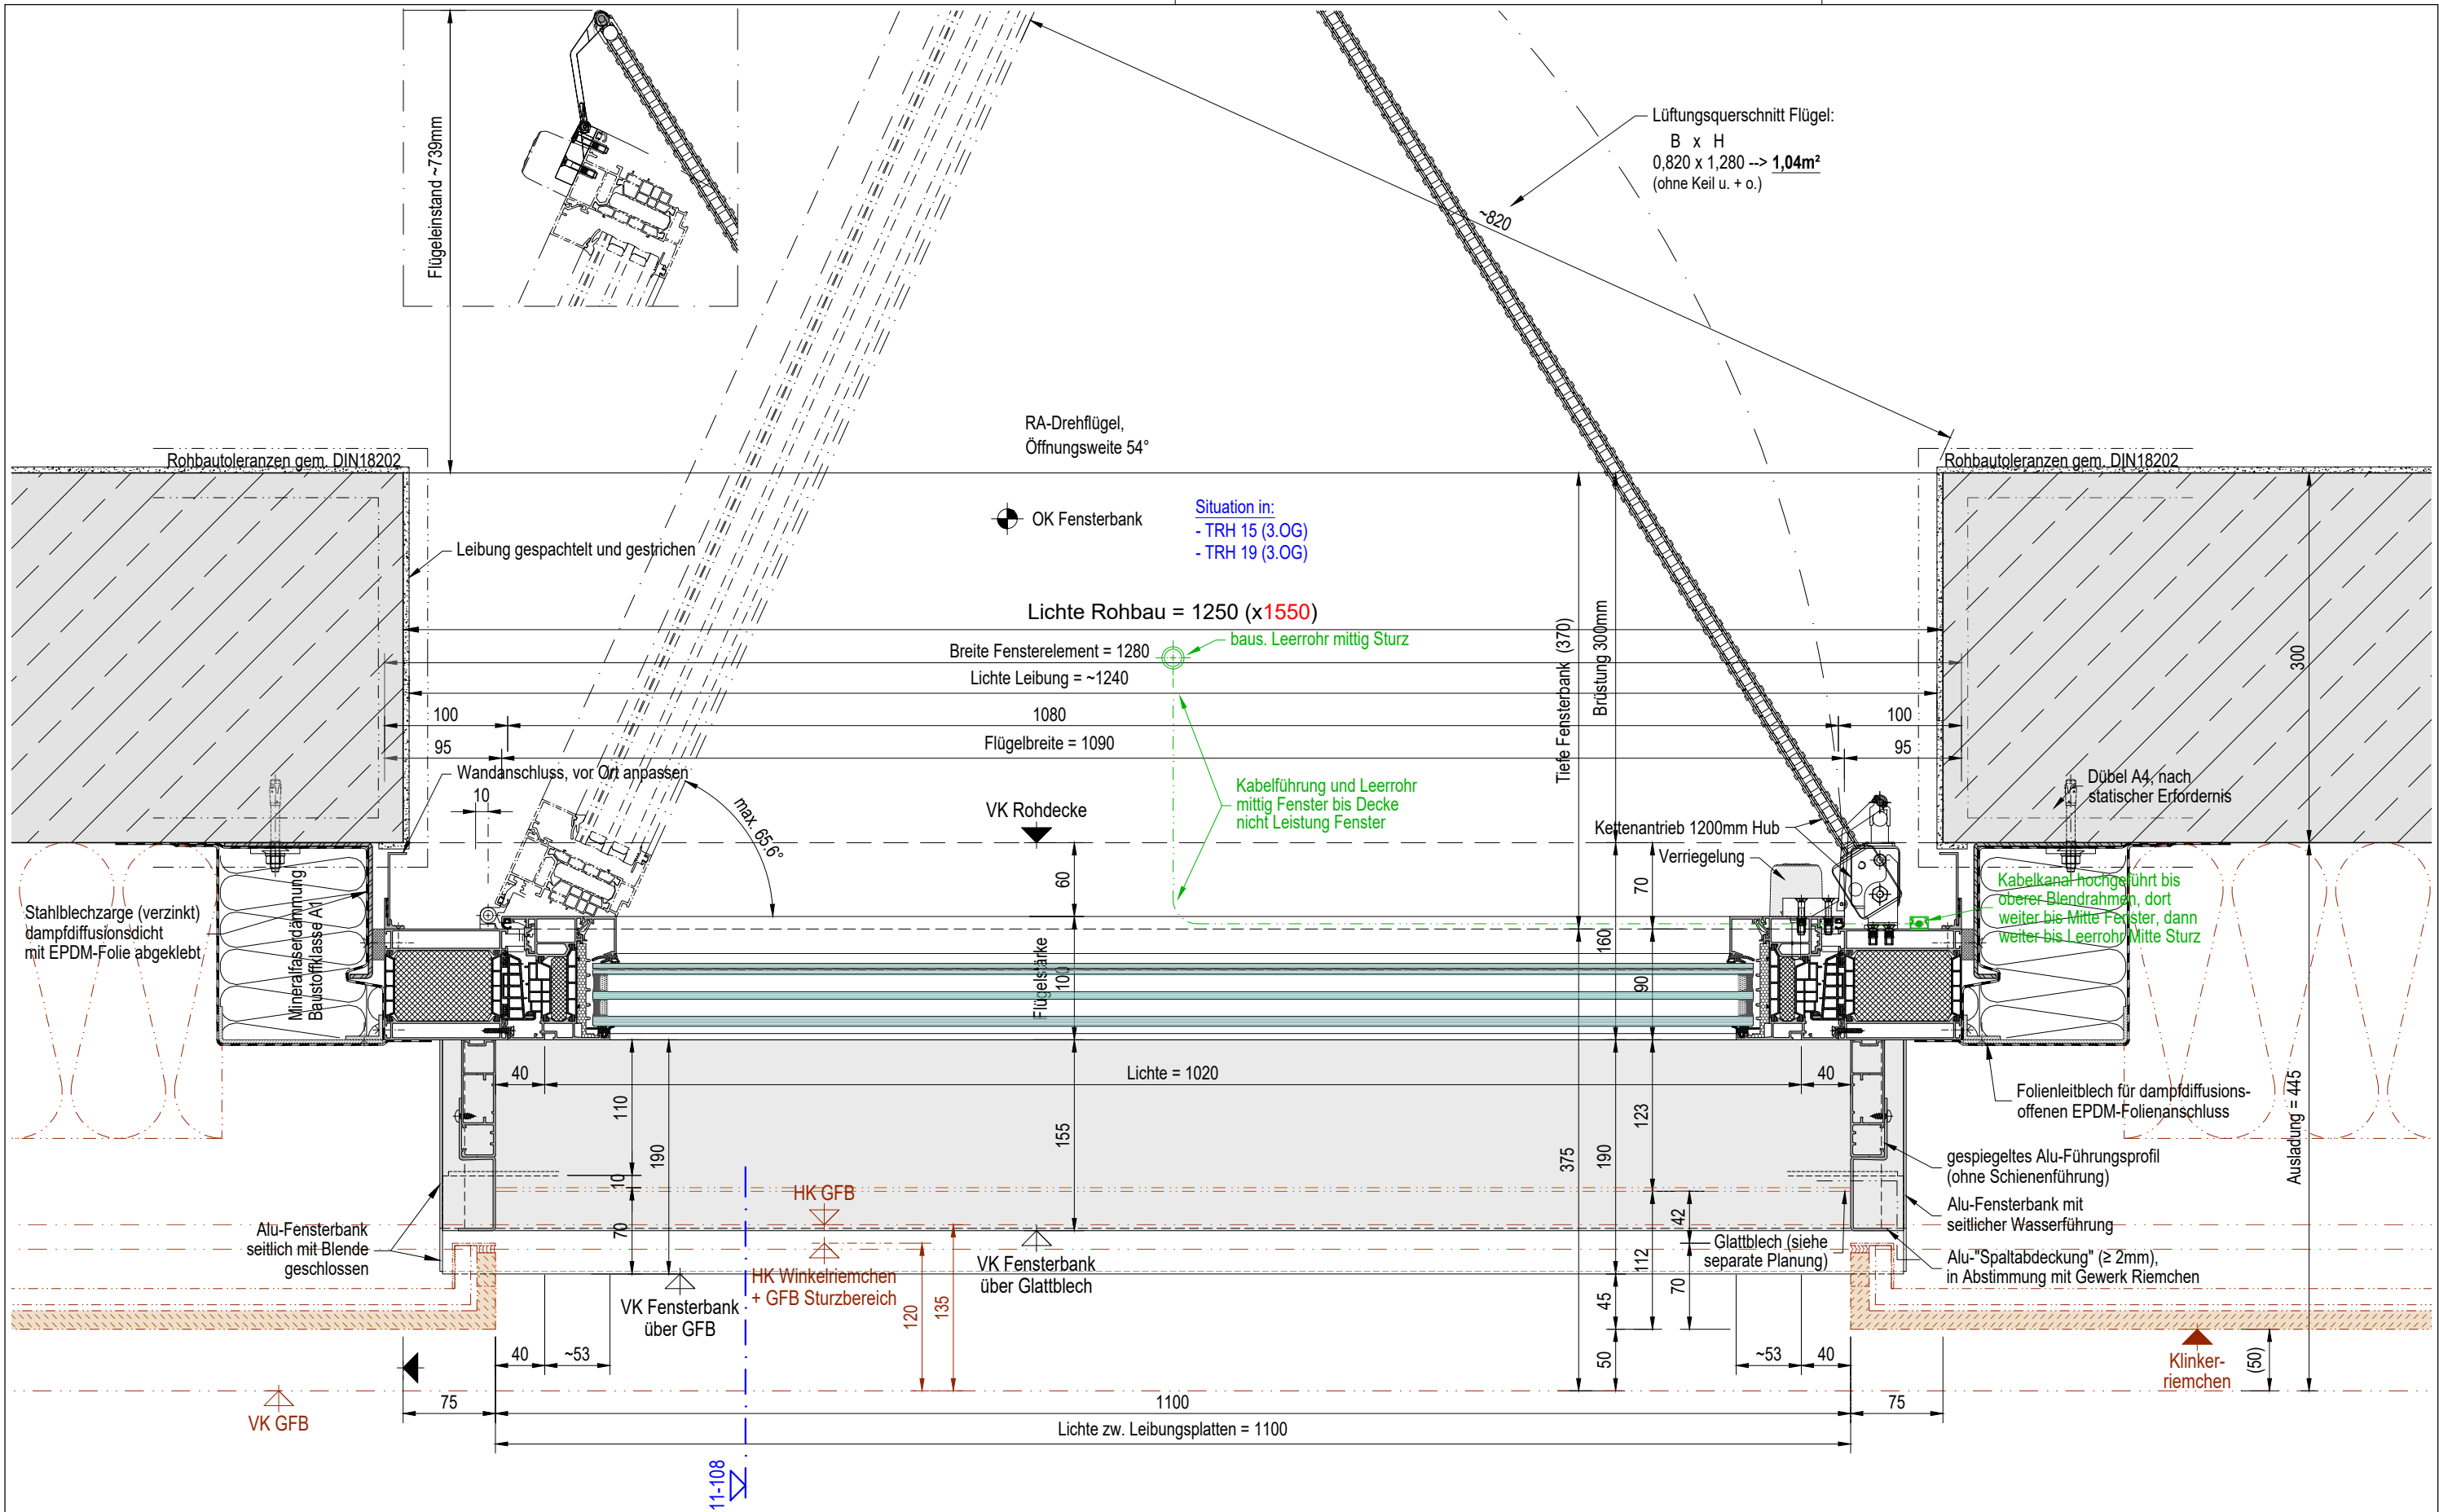 Flügeleinstand ~739mm
Lüftungsquerschnitt Flügel:
B x H
0,820 x 1,280 --> 1,04m²
(ohne Keil u. + o.)
~820
RA-Drehflügel,
Öffnungsweite 54°
Rohbautoleranzen gem. DIN18202
Rohbautoleranzen gem. DIN18202
OK Fensterbank
Situation in:
- TRH 15 (3.OG)
- TRH 19 (3.OG)
Leibung gespachtelt und gestrichen
Lichte Rohbau = 1250 (x1550)
baus. Leerrohr mittig Sturz
Breite Fensterelement = 1280
Lichte Leibung = ~1240
Tiefe Fensterbank (370)
Brüstung 300mm
300
100
1080
100
95
Flügelbreite = 1090
95
Wandanschluss, vor Ort anpassen
10
max. 65.6°
Kabelführung und Leerrohr
mittig Fenster bis Decke
nicht Leistung Fenster
VK Rohdecke
Dübel A4, nach
statischer Erfordernis
Kettenantrieb 1200mm Hub
Verriegelung
60
70
Kabelkanal hochgeführt bis
oberer Blendrahmen, dort
weiter bis Mitte Fenster, dann
weiter bis Leerrohr Mitte Sturz
Stahlblechzarge (verzinkt)
dampfdiffusionsdicht
mit EPDM-Folie abgeklebt
Mineralfaserdämmung
Baustoffklasse A1
Flügelstärke
100
160
90
40
Lichte = 1020
40
110
190
155
375
190
123
10
70
Folienleitblech für dampfdiffusions-
offenen EPDM-Folienanschluss
Ausladung = 445
gespiegeltes Alu-Führungsprofil
(ohne Schienenführung)
Alu-Fensterbank mit
seitlicher Wasserführung
Alu-"Spaltabdeckung" (≥ 2mm),
in Abstimmung mit Gewerk Riemchen
Alu-Fensterbank
seitlich mit Blende
geschlossen
HK GFB
HK Winkelriemchen
+ GFB Sturzbereich
VK Fensterbank
über Glattblech
VK Fensterbank
über GFB
Glattblech (siehe
separate Planung)
42
112
70
45
50
120
135
40
~53
~53
40
Klinker-
riemchen
(50)
VK GFB
75
1100
75
Lichte zw. Leibungsplatten = 1100
11-108